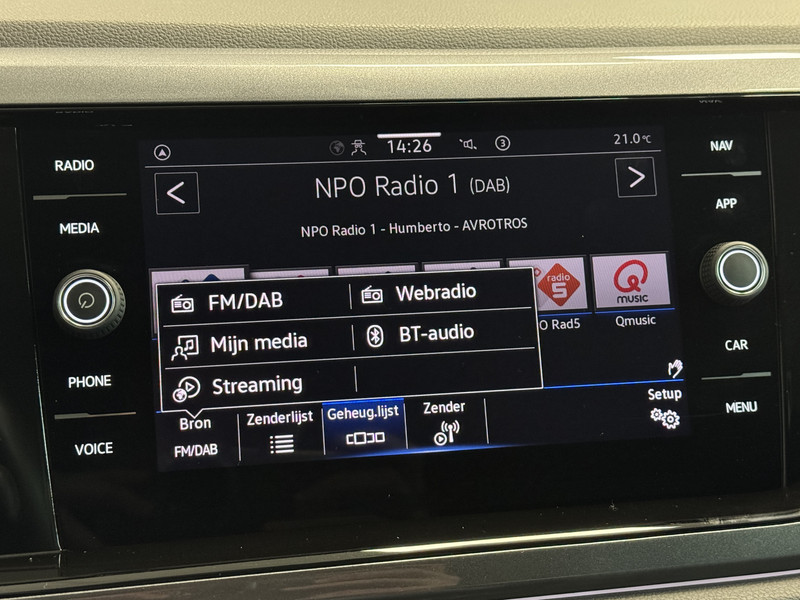 RADIO
MEDIA
PHONE
VOICE
14:26
3
21.0°C
NPO Radio 1 (DAB)
NPO Radio 1 - Humberto - AVROTROS
FM/DAB
Webradio
Mijn media
BT-audio
Streaming
radio
5
O Rad5
Q
MUSIC
Qmusic
Bron
FM/DAB
Zenderlijst
Geheug.lijst
Zender
Setup
NAV
APP
CAR
MENU